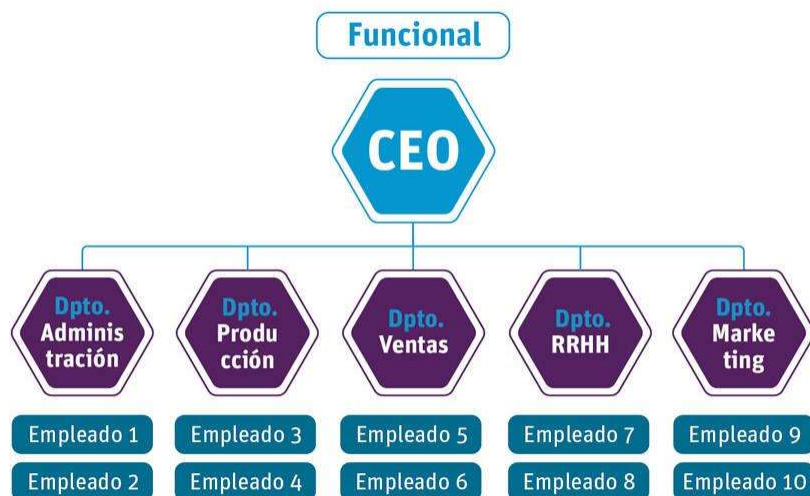 Funcional
CEO
Dpto.
Adminis
tración
Dpto.
Produ
cción
Dpto.
Ventas
Dpto.
RRHH
Dpto.
Marke
ting
Empleado 1
Empleado 3
Empleado 5
Empleado 7
Empleado 9
Empleado 2
Empleado 4
Empleado 6
Empleado 8
Empleado 10